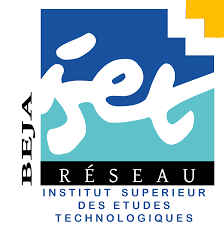 iset
BEJA
RÉSEAU
INSTITUT SUPERIEUR
DES ETUDES
TECHNOLOGIQUES